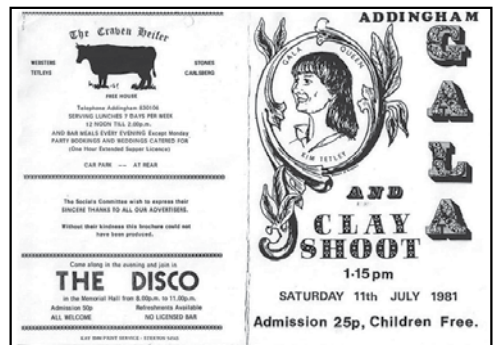 The Craven Heifer
WEBSTERS
TETLEYS
STONES
CARLSBERG
FREE HOUSE
Telephone Addingham 830106
SERVING LUNCHES 7 DAYS PER WEEK
12 NOON TILL 2.00p.m.
AND BAR MEALS EVERY EVENING Except Monday
PARTY BOOKINGS AND WEDDINGS CATERED FOR
(One Hour Extended Supper Licence)
CAR PARK -- AT REAR
The Socials Committee wish to express their
SINCERE THANKS TO ALL OUR ADVERTISERS.
Without their kindness this brochure could not
have been produced.
Come along in the evening and join in
THE DISCO
in the Memorial Hall from 8.00p.m. to 11.00p.m.
Admission 50p
Refreshments Available
ALL WELCOME
NO LICENSED BAR
ADDINGHAM
GALA
GALA QUEEN
KIM TETLEY
AND
CLAY
SHOOT
1·15pm
SATURDAY 11th JULY 1981
Admission 25p, Children Free.